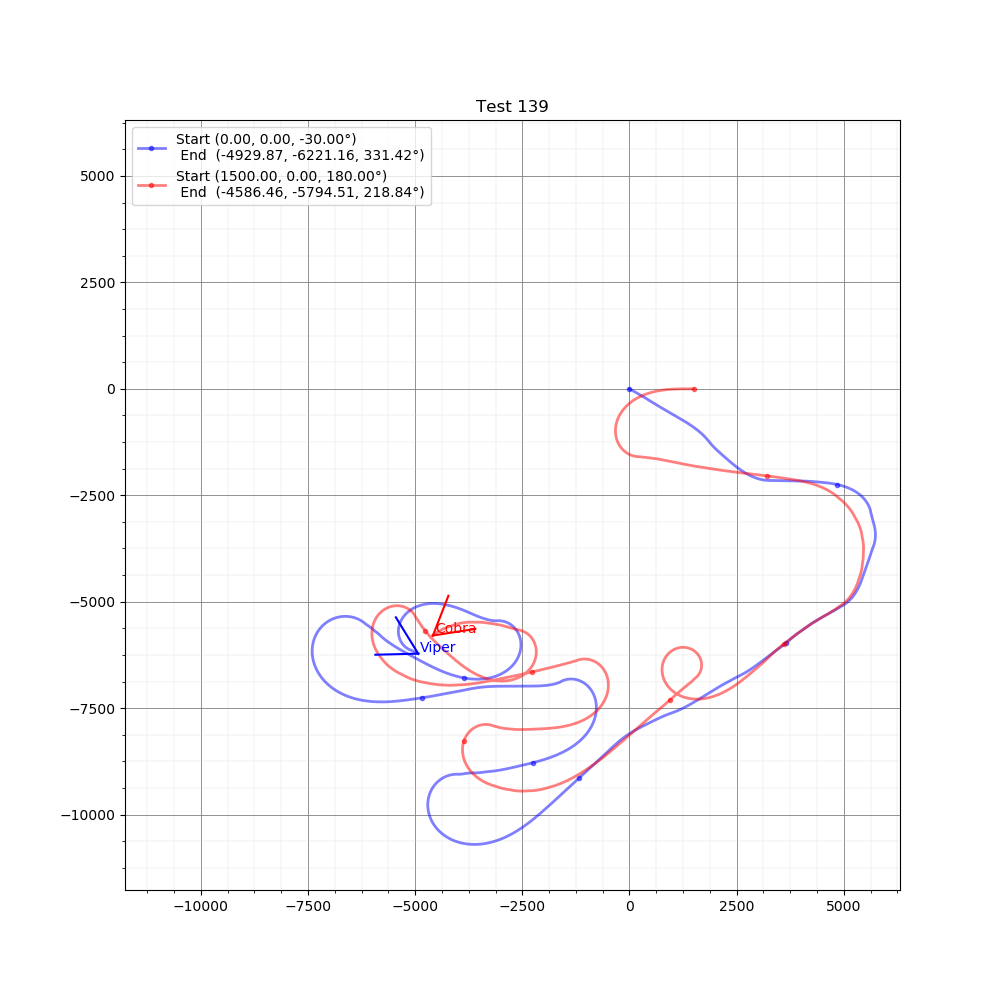 Test 139
Start (0.00, 0.00, -30.00°)
End  (-4929.87, -6221.16, 331.42°)
Start (1500.00, 0.00, 180.00°)
End  (-4586.46, -5794.51, 218.84°)
5000
2500
0
−2500
−5000
−7500
−10000
Cobra
Viper
−10000
−7500
−5000
−2500
0
2500
5000